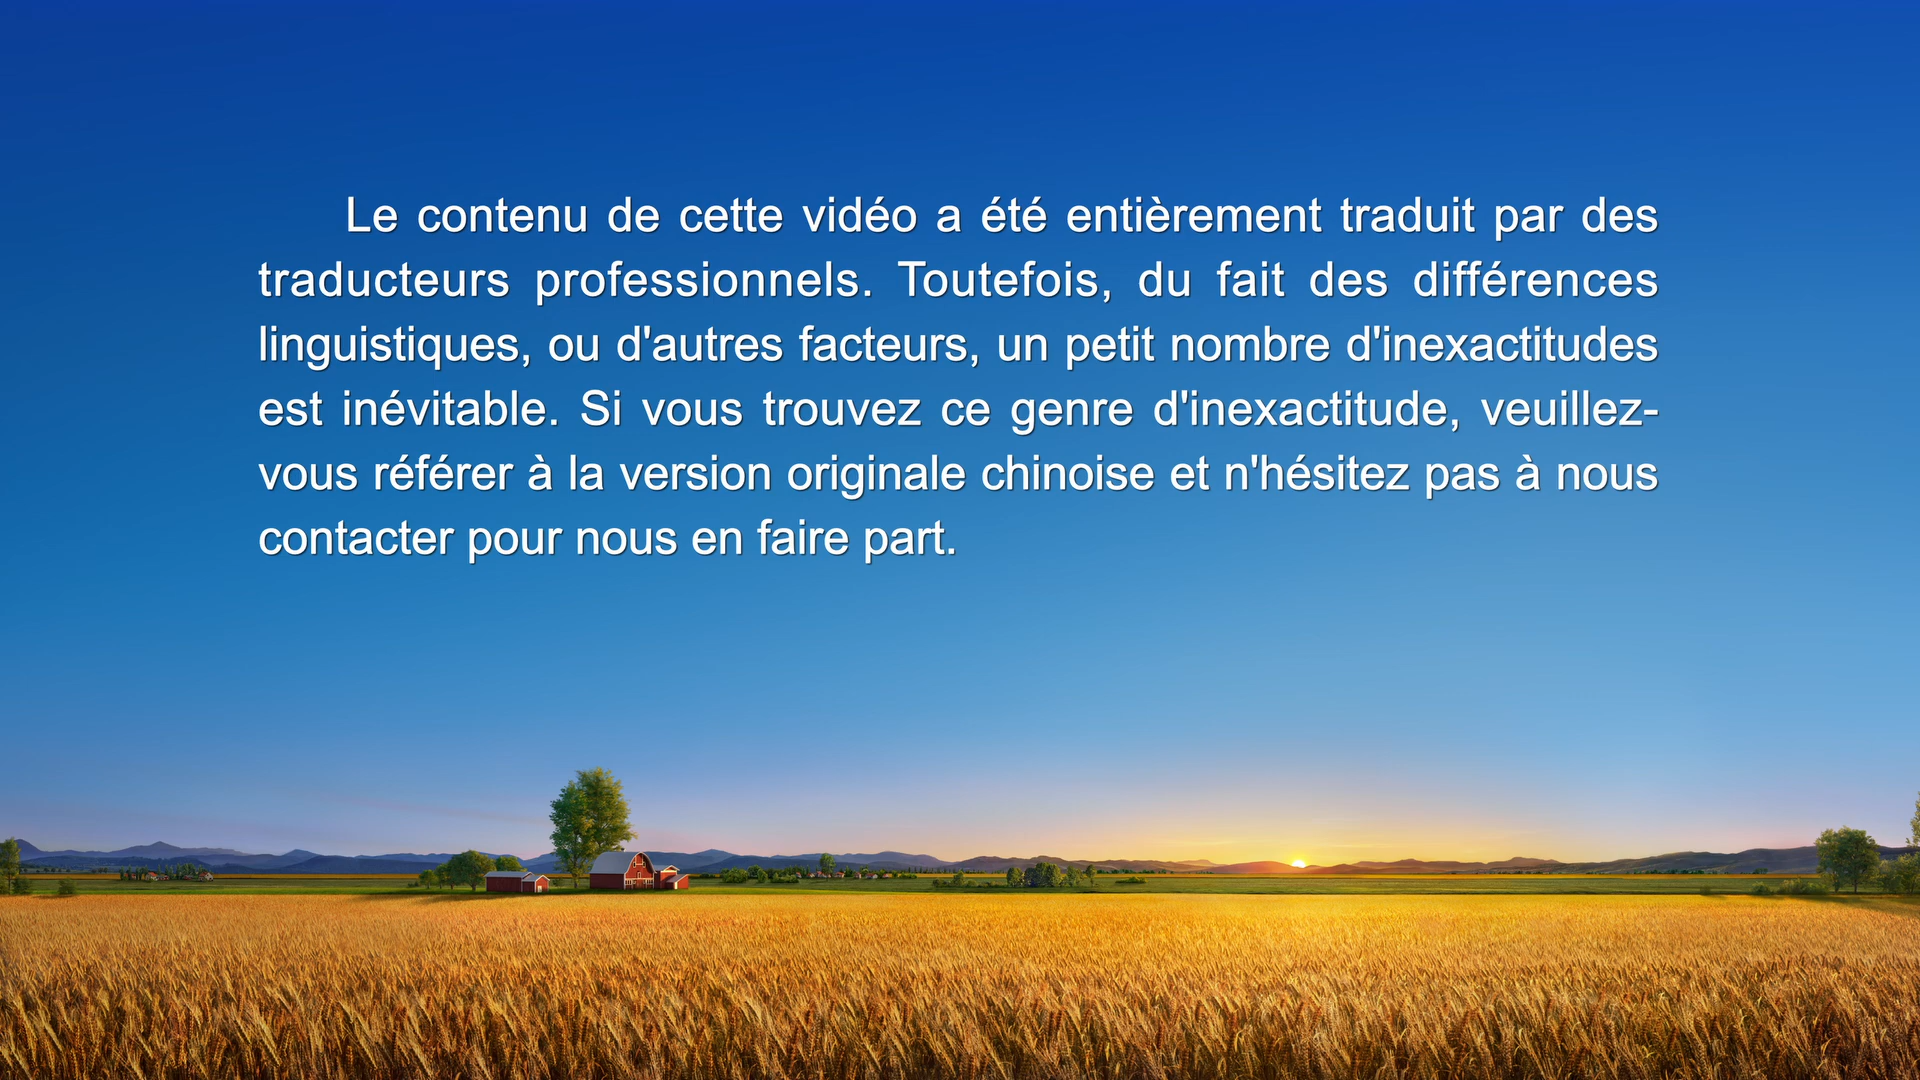 Le contenu de cette vidéo a été entièrement traduit par des
traducteurs professionnels. Toutefois, du fait des différences
linguistiques, ou d'autres facteurs, un petit nombre d'inexactitudes
est inévitable. Si vous trouvez ce genre d'inexactitude, veuillez-
vous référer à la version originale chinoise et n'hésitez pas à nous
contacter pour nous en faire part.